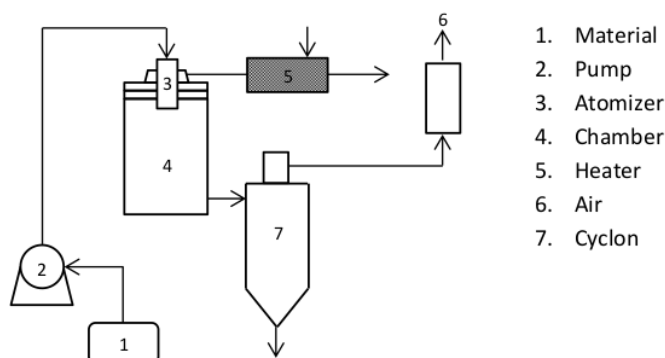 6
3
5
4
7
2
1
1. Material
2. Pump
3. Atomizer
4. Chamber
5. Heater
6. Air
7. Cyclon